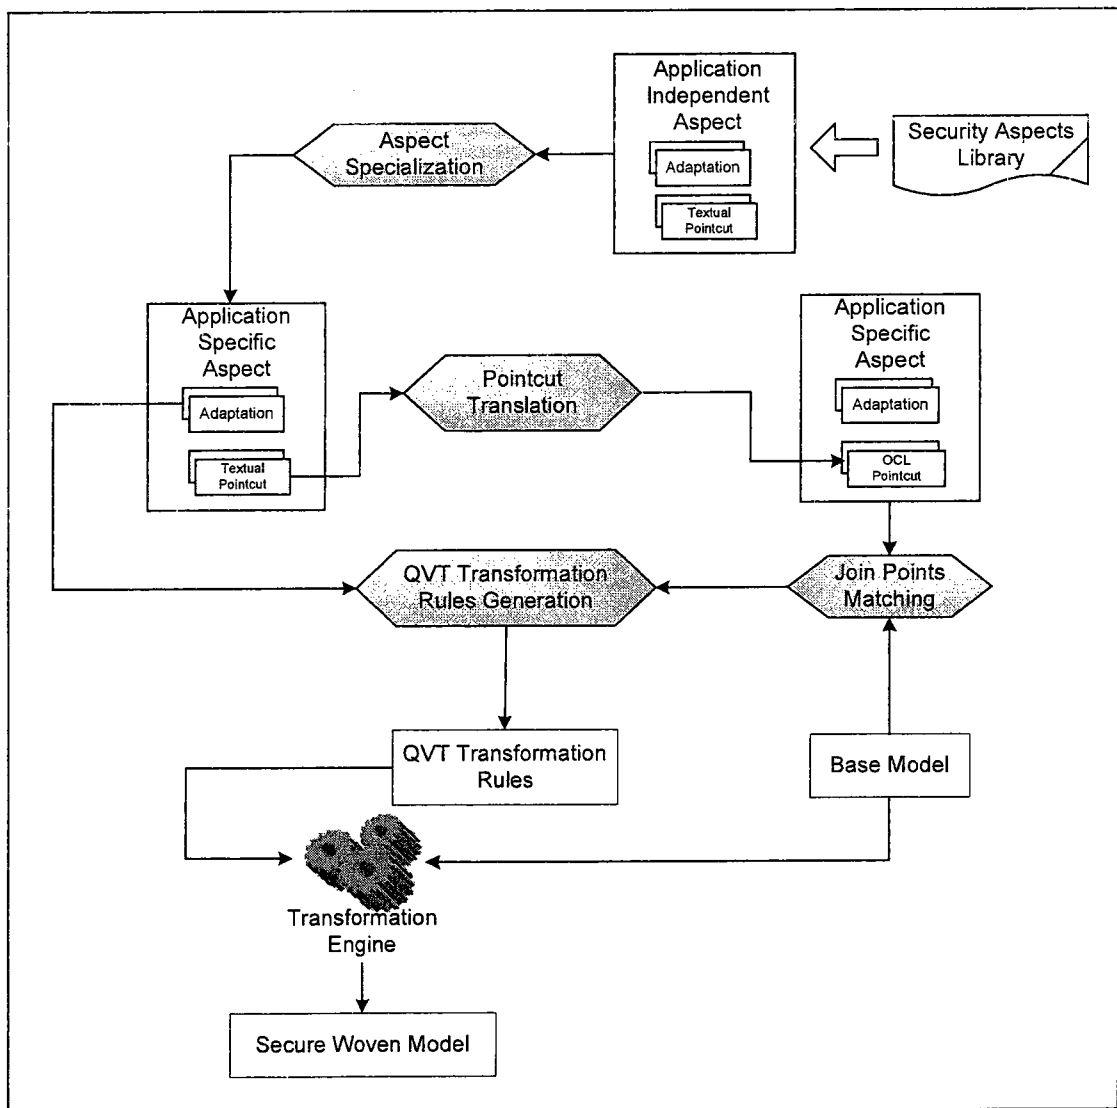 Application
Independent
Aspect
Adaptation
Textual
Pointcut
Security Aspects
Library
Aspect
Specialization
Application
Specific
Aspect
Adaptation
Textual
Pointcut
Pointcut
Translation
Application
Specific
Aspect
Adaptation
OCL
Pointcut
QVT Transformation
Rules Generation
Join Points
Matching
QVT Transformation
Rules
Base Model
Transformation
Engine
Secure Woven Model